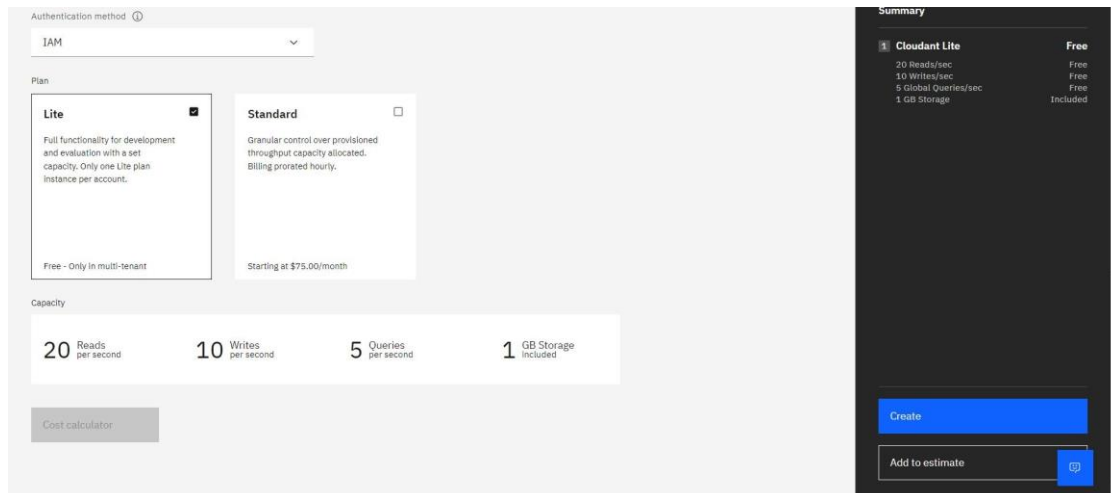 Authentication method
IAM
Plan
Lite
Full functionality for development
and evaluation with a set
capacity. Only one Lite plan
instance per account.
Free - Only in multi-tenant
Standard
Granular control over provisioned
throughput capacity allocated.
Billing prorated hourly.
Starting at $75.00/month
Capacity
20 Reads per second
10 Writes per second
5 Queries per second
1 GB Storage included
Cost calculator
Summary
1 Cloudant Lite Free
20 Reads/sec Free
10 Writes/sec Free
5 Global Queries/sec Free
1 GB Storage Included
Create
Add to estimate